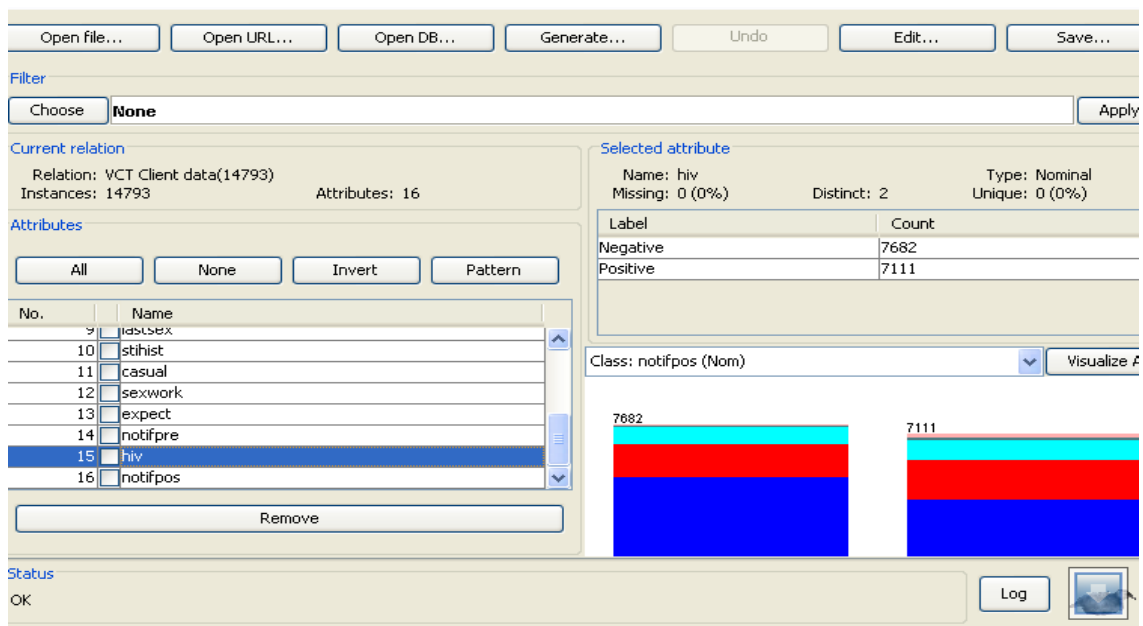 Open file... Open URL... Open DB... Generate... Undo Edit... Save...
Filter
Choose None Apply
Current relation
Relation: VCT Client data(14793)
Instances: 14793 Attributes: 16
Attributes
All None Invert Pattern
No. Name
9 lastsex
10 stihist
11 casual
12 sexwork
13 expect
14 notifpre
15 hiv
16 notifpos
Remove
Selected attribute
Name: hiv Type: Nominal
Missing: 0 (0%) Distinct: 2 Unique: 0 (0%)
Label Count
Negative 7682
Positive 7111
Class: notifpos (Nom) Visualize A
7682 7111
Status
OK Log